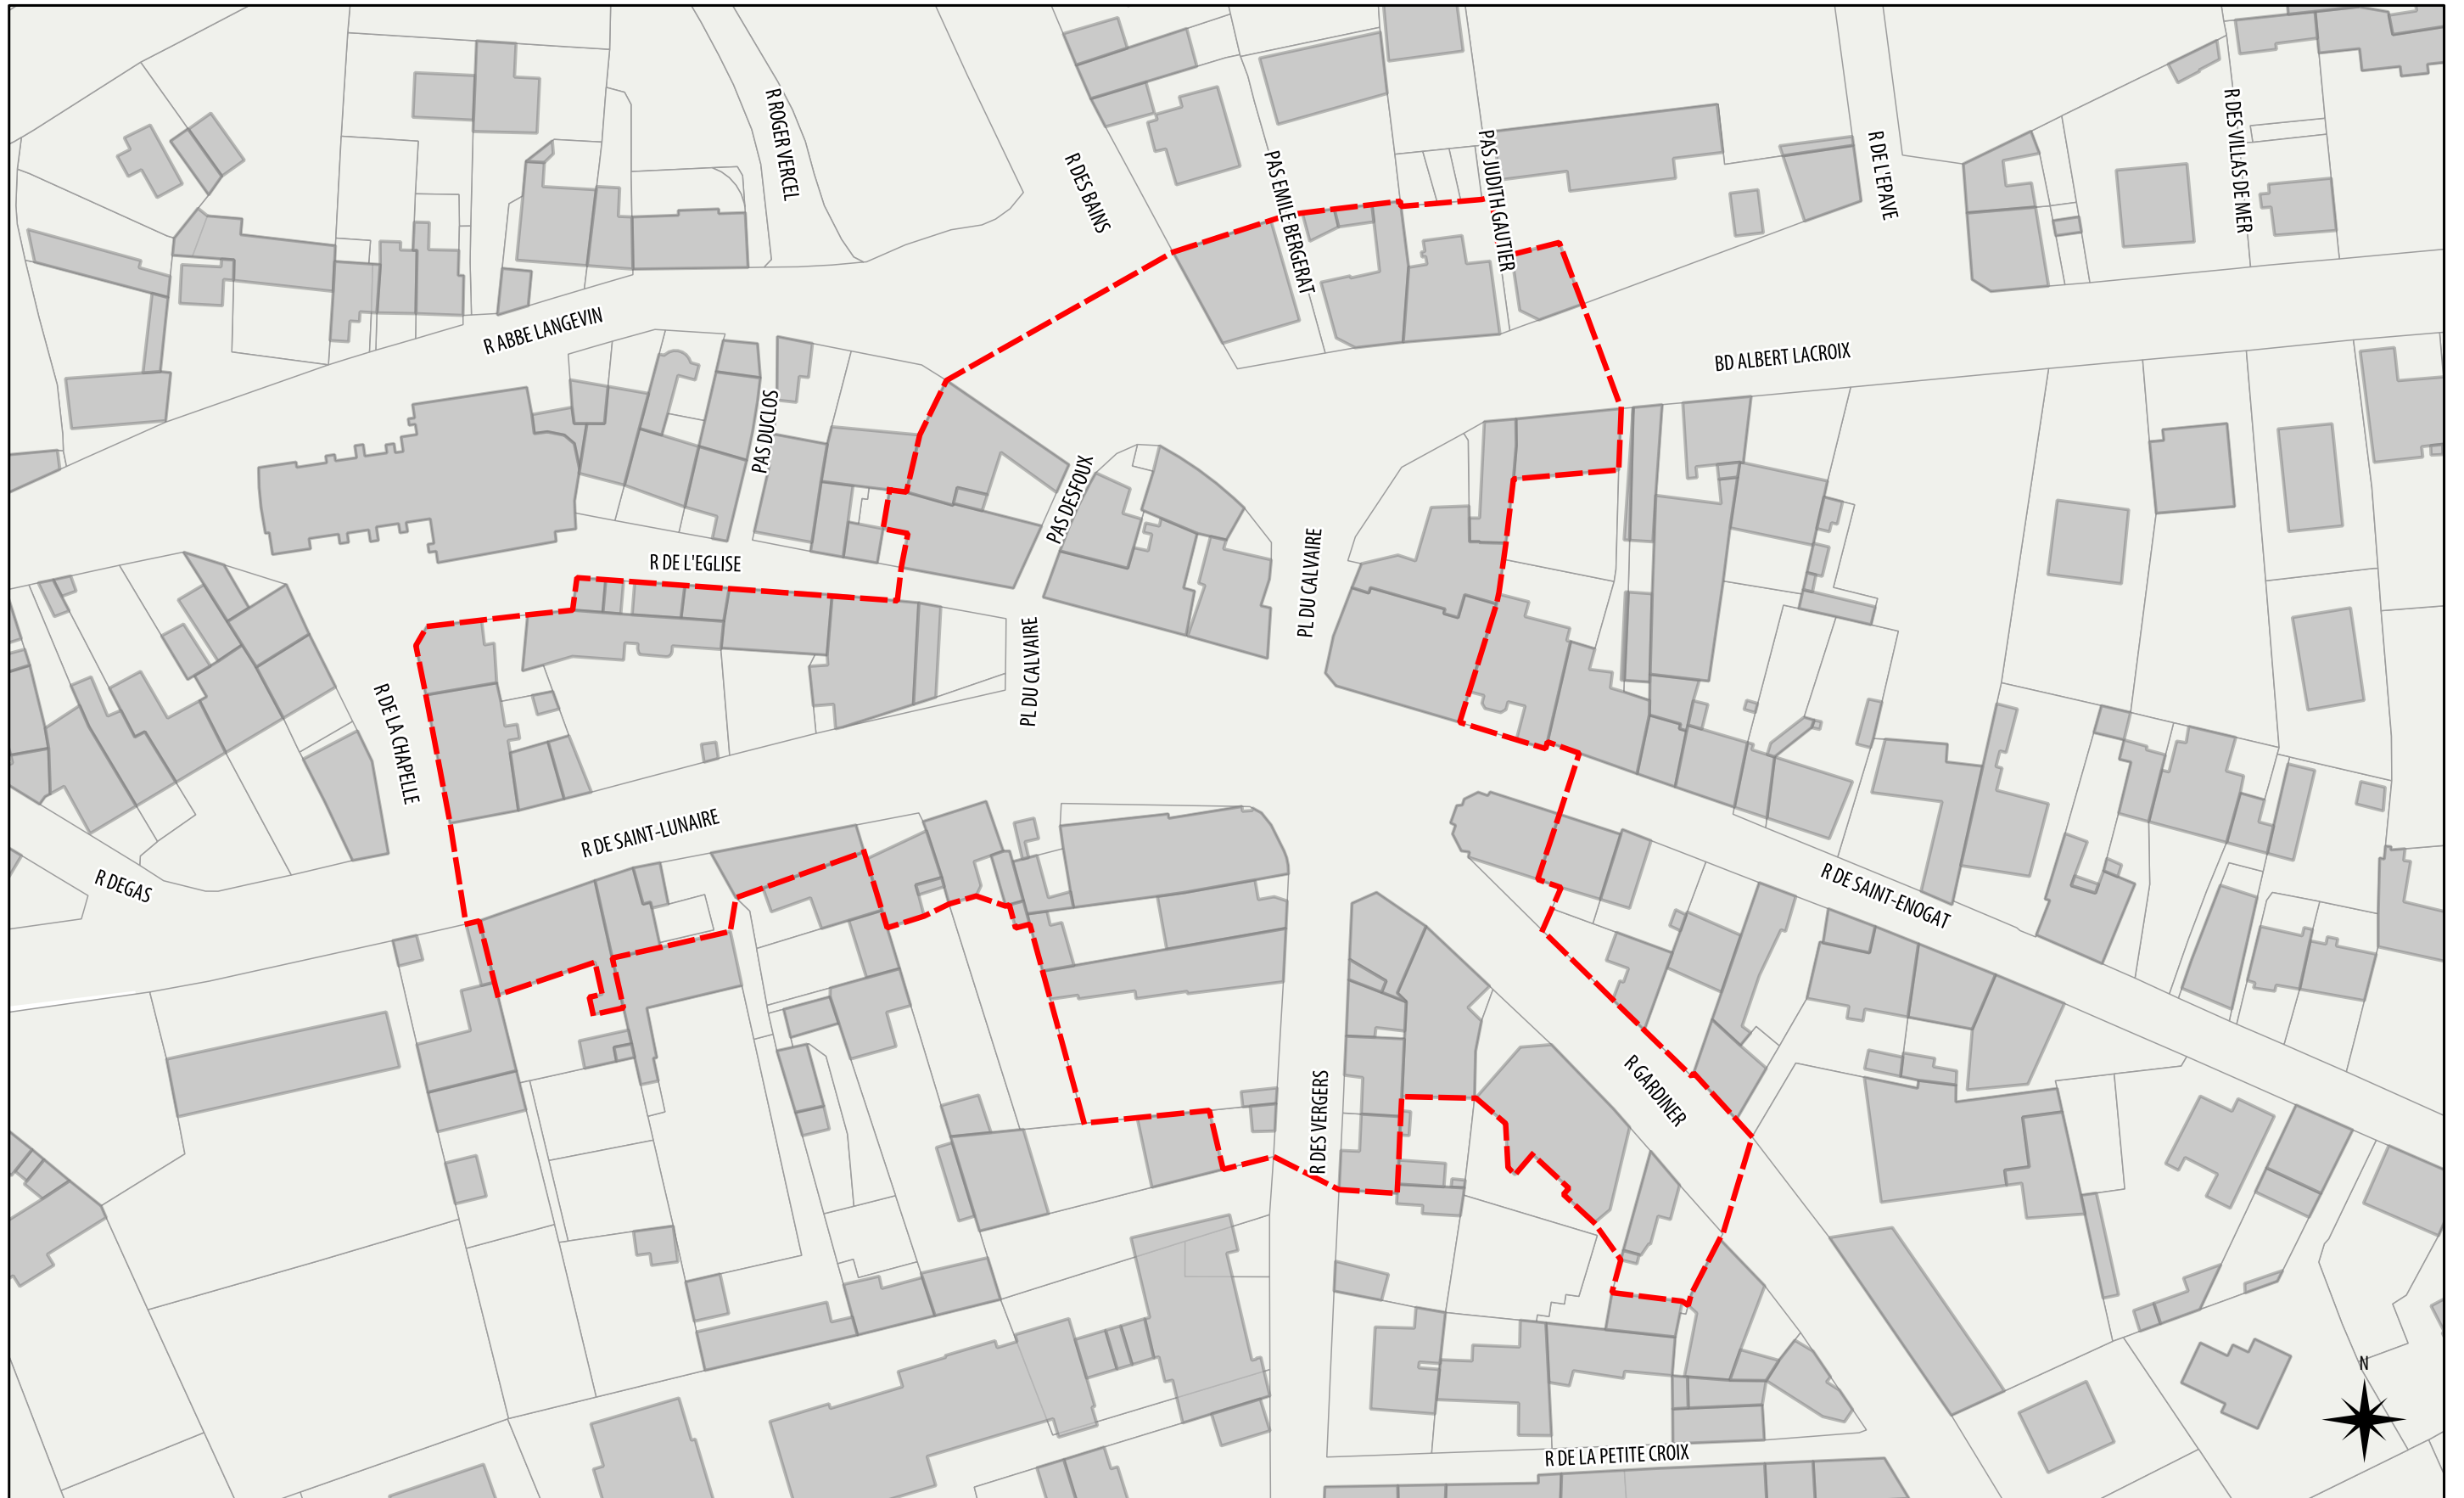 R ROGER VERCEL
R DES BAINS
PAS EMILE BERGERAT
PAS JUDITH GAUTIER
R DE L'EPAVE
R DES VILLAS DE MER
R ABBE LANGEVIN
BD ALBERT LACROIX
PAS DUCLOS
PAS DESFOUX
R DE L'EGLISE
PL DU CALVAIRE
PL DU CALVAIRE
R DE LA CHAPELLE
R DE SAINT-LUNAIRE
R DEGAS
R DE SAINT-ENOGAT
R DES VERGERS
R GARDINER
N
R DE LA PETITE CROIX